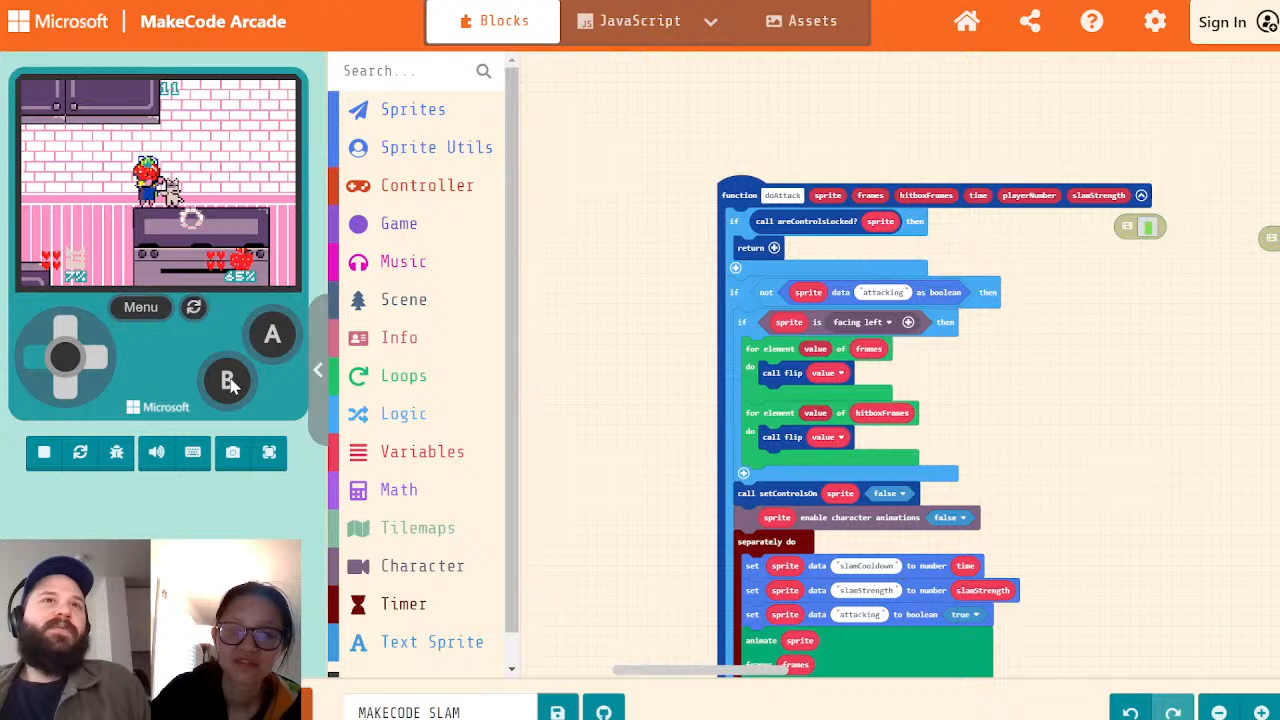 Microsoft MakeCode Arcade Blocks JavaScript Assets Sign In
11
7%
Menu
A
B
Microsoft
Search...
Sprites
Sprite Utils
Controller
Game
Music
Scene
Info
Loops
Logic
Variables
Math
Tilemaps
Character
Timer
Text Sprite
function doAttack sprite frames hitboxFrames time playerNumber slamStrength
if call areControlsLocked? sprite then
return
if not sprite data "attacking" as boolean then
if sprite is facing left then
for element value of frames
do call flip value
for element value of hitboxFrames
do call flip value
call setControlsOn sprite false
sprite enable character animations false
separately do
set sprite data "slamCooldown" to number time
set sprite data "slamStrength" to number slamStrength
set sprite data "attacking" to boolean true
animate sprite
frames frames
MAKECODE SLAM